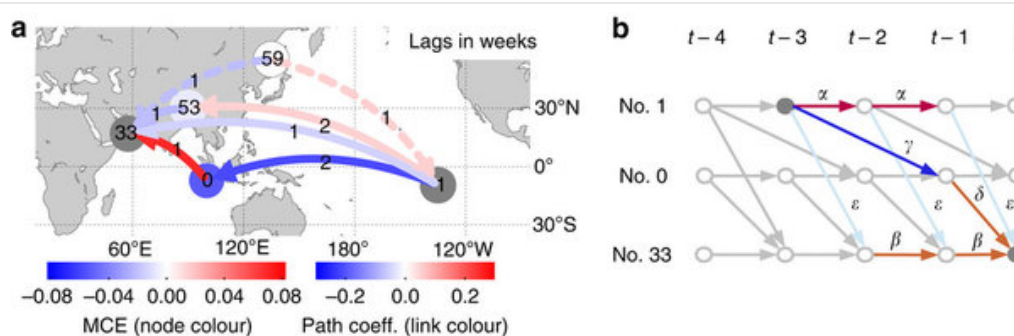 a
Lags in weeks
59
1
53
1
33
1
1
2
1
2
0
1
30°N
0°
30°S
60°E 120°E 180° 120°W
−0.08 −0.04 0.00 0.04 0.08
−0.2 0.0 0.2
MCE (node colour)
Path coeff. (link colour)
b
t − 4 t − 3 t − 2 t − 1
No. 1
α α
γ
No. 0
ε ε δ ε
No. 33
β β